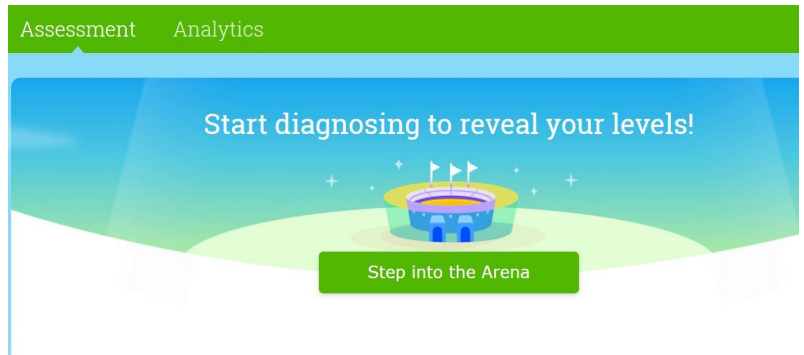 Assessment Analytics
Start diagnosing to reveal your levels!
Step into the Arena